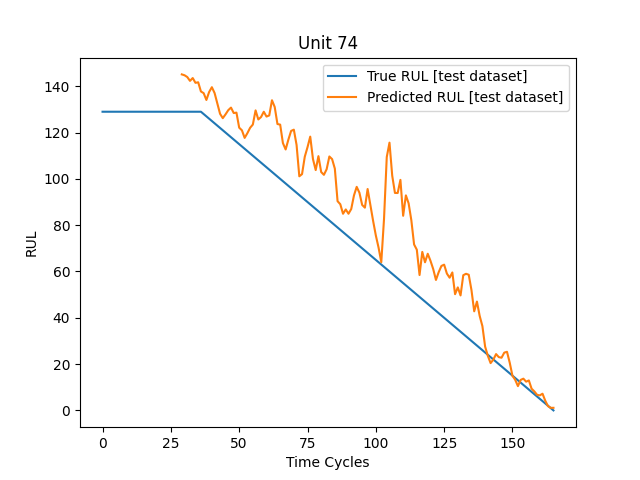 Unit 74
True RUL [test dataset]
Predicted RUL [test dataset]
RUL
140
120
100
80
60
40
20
0
0 25 50 75 100 125 150
Time Cycles